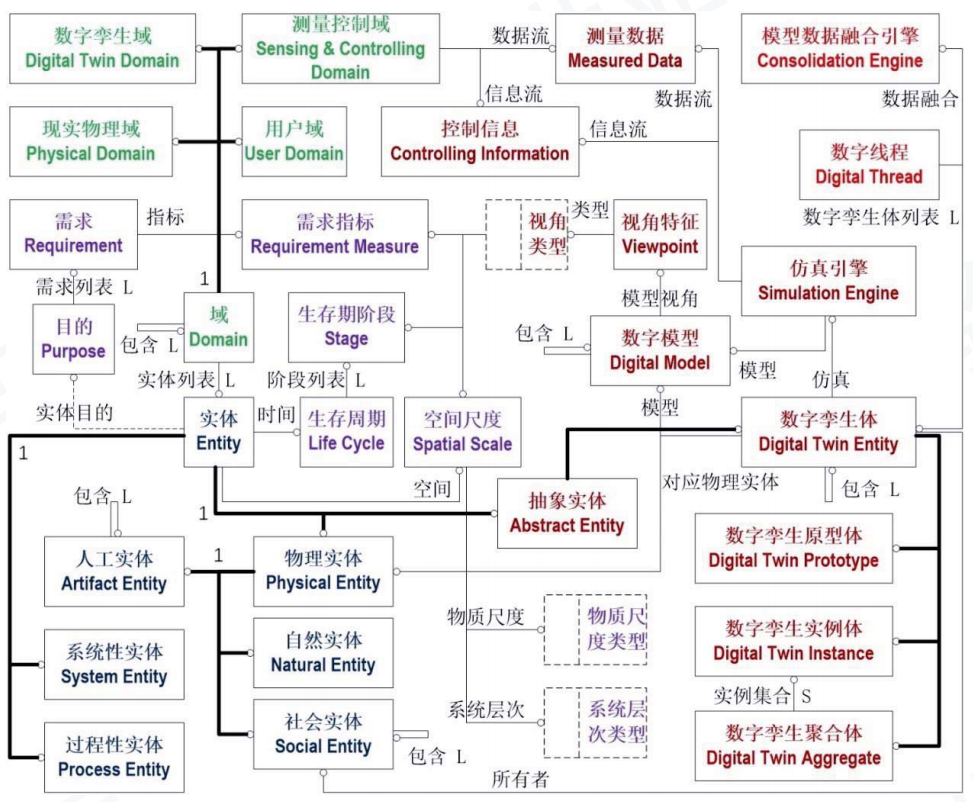 数字孪生域
Digital Twin Domain
测量控制域
Sensing & Controlling
Domain
数据流
测量数据
Measured Data
模型数据融合引擎
Consolidation Engine
信息流
数据流
数据融合
现实物理域
Physical Domain
用户域
User Domain
控制信息
Controlling Information
信息流
数字线程
Digital Thread
数字孪生体列表 L
需求
Requirement
指标
需求指标
Requirement Measure
视角
类型
类型
视角特征
Viewpoint
仿真引擎
Simulation Engine
需求列表 L
1
模型视角
目的
Purpose
包含 L
域
Domain
生存期阶段
Stage
包含 L
数字模型
Digital Model
模型
仿真
实体列表 L
阶段列表 L
实体目的
模型
实体
Entity
时间
生存周期
Life Cycle
空间尺度
Spatial Scale
数字孪生体
Digital Twin Entity
1
空间
对应物理实体
包含 L
包含 L
1
抽象实体
Abstract Entity
人工实体
Artifact Entity
1
物理实体
Physical Entity
数字孪生原型体
Digital Twin Prototype
物质尺度
物质尺
度类型
自然实体
Natural Entity
数字孪生实例体
Digital Twin Instance
系统性实体
System Entity
实例集合 S
系统层次
系统层
次类型
社会实体
Social Entity
包含 L
数字孪生聚合体
Digital Twin Aggregate
过程性实体
Process Entity
所有者